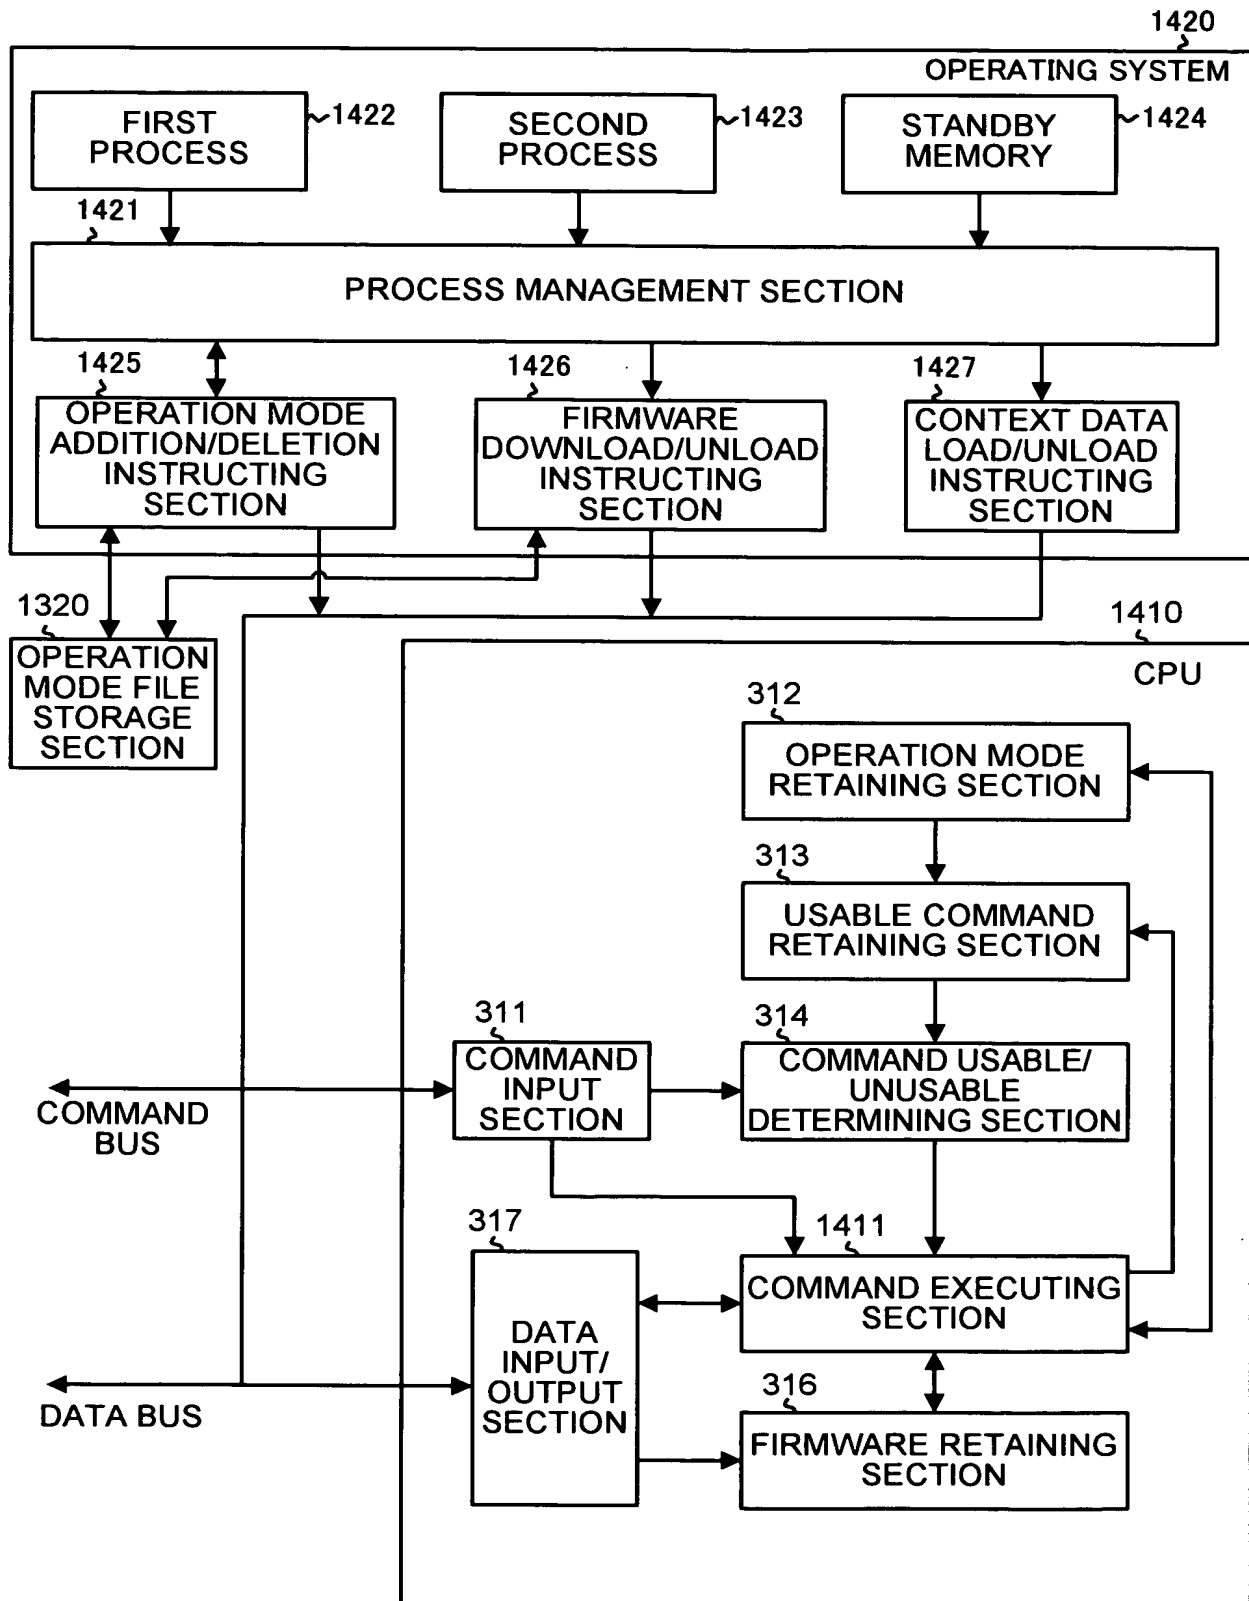 1420
OPERATING SYSTEM
FIRST
PROCESS
1422
SECOND
PROCESS
1423
STANDBY
MEMORY
1424
1421
PROCESS MANAGEMENT SECTION
1425
OPERATION MODE
ADDITION/DELETION
INSTRUCTING
SECTION
1426
FIRMWARE
DOWNLOAD/UNLOAD
INSTRUCTING
SECTION
1427
CONTEXT DATA
LOAD/UNLOAD
INSTRUCTING
SECTION
1320
OPERATION
MODE FILE
STORAGE
SECTION
1410
CPU
312
OPERATION MODE
RETAINING SECTION
313
USABLE COMMAND
RETAINING SECTION
311
COMMAND
INPUT
SECTION
314
COMMAND USABLE/
UNUSABLE
DETERMINING SECTION
COMMAND
BUS
317
DATA
INPUT/
OUTPUT
SECTION
1411
COMMAND EXECUTING
SECTION
DATA BUS
316
FIRMWARE RETAINING
SECTION